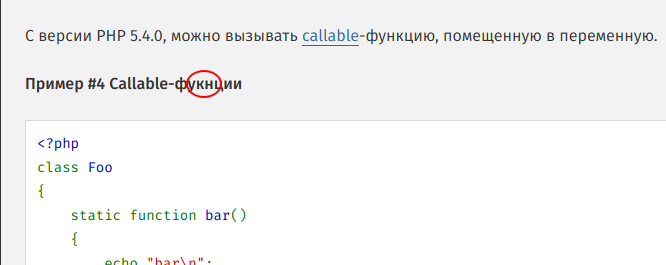 С версии PHP 5.4.0, можно вызывать callable-функцию, помещенную в переменную.
Пример #4 Callable-фукнции
<?php
class Foo
{
    static function bar()
    {
        echo "bar\n";